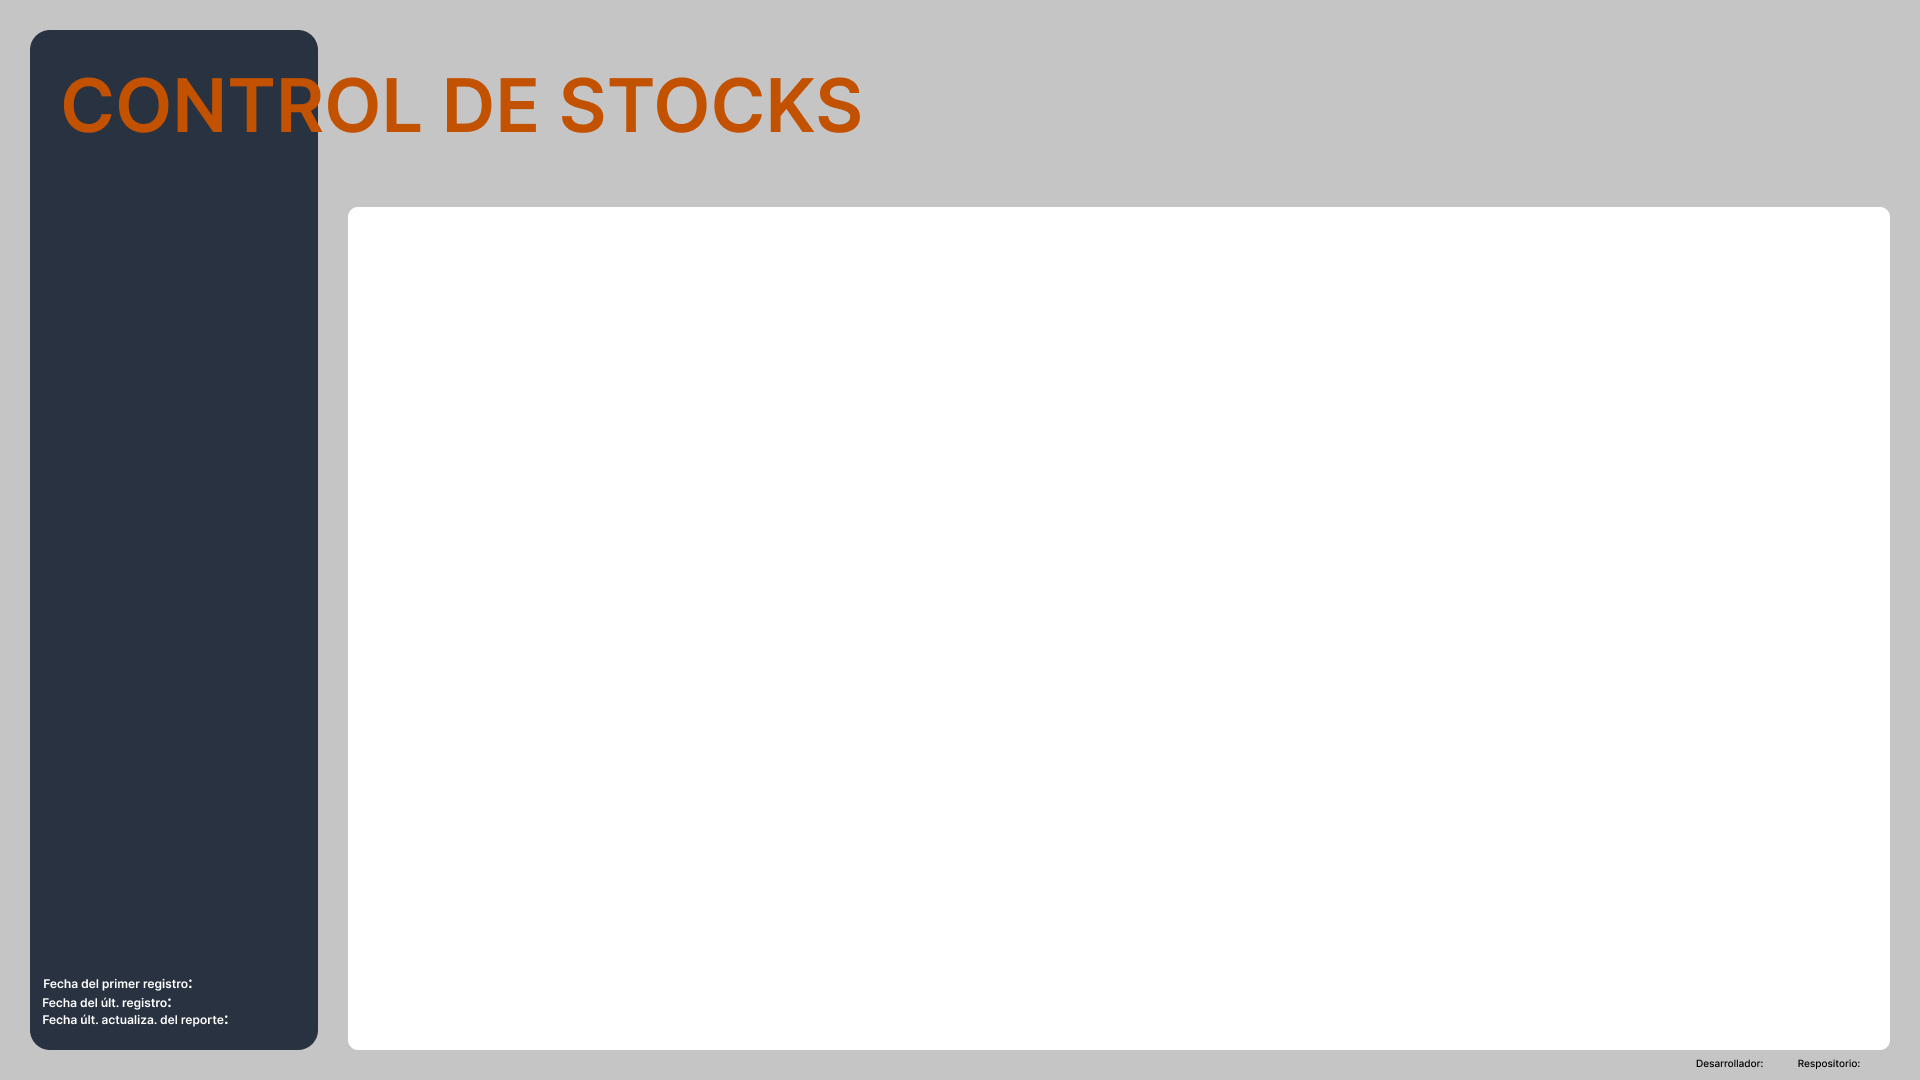 CONTROL DE STOCKS
Fecha del primer registro:
Fecha del últ. registro:
Fecha últ. actualiza. del reporte:
Desarrollador: Respositorio: